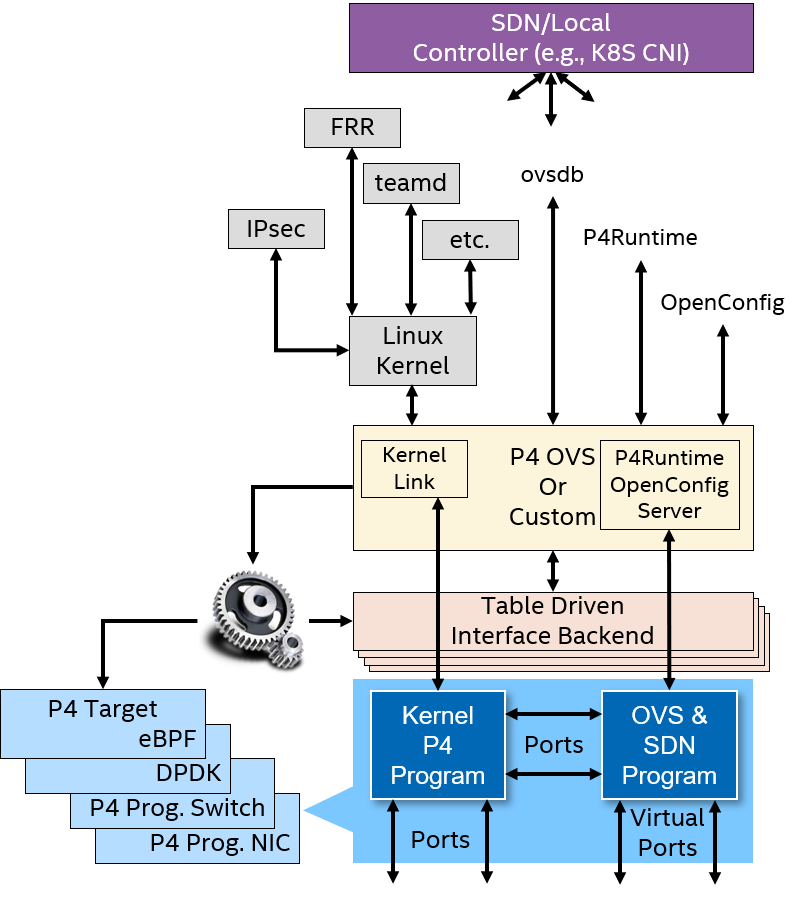 SDN/Local
Controller (e.g., K8S CNI)
FRR
teamd
ovsdb
IPsec
etc.
P4Runtime
OpenConfig
Linux
Kernel
Kernel
Link
P4 OVS
Or
Custom
P4Runtime
OpenConfig
Server
Table Driven
Interface Backend
P4 Target
eBPF
DPDK
P4 Prog. Switch
P4 Prog. NIC
Kernel
P4
Program
Ports
OVS &
SDN
Program
Ports
Virtual
Ports